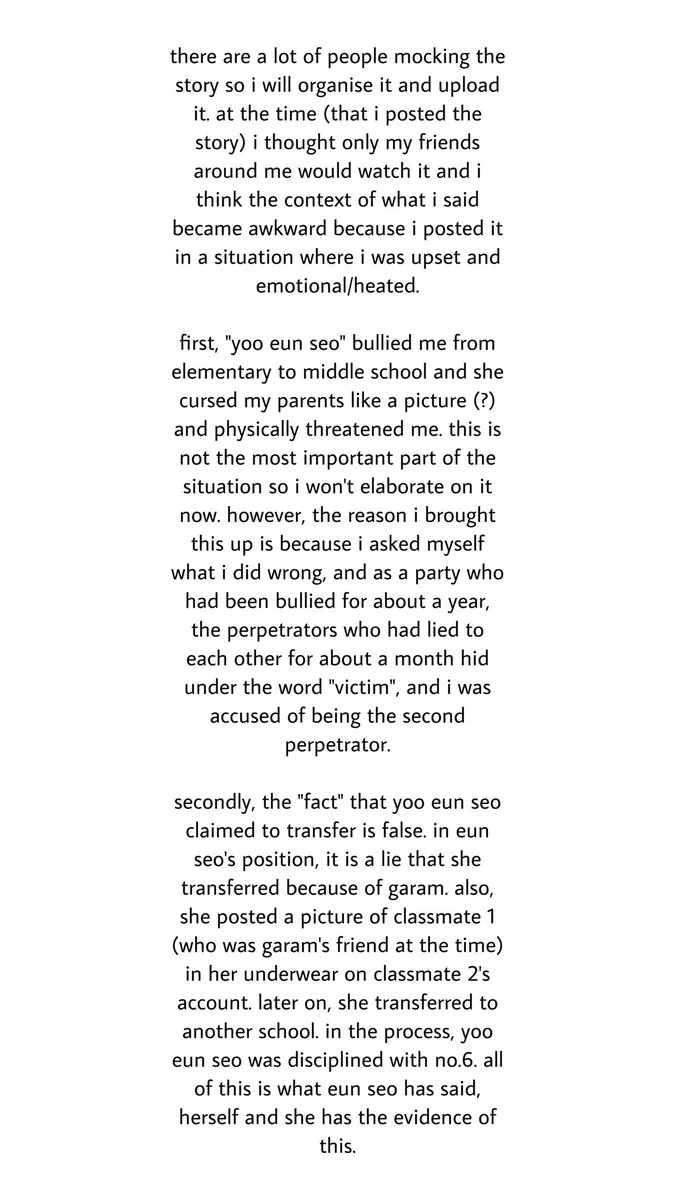 there are a lot of people mocking the
story so i will organise it and upload
it. at the time (that i posted the
story) i thought only my friends
around me would watch it and i
think the context of what i said
became awkward because i posted it
in a situation where i was upset and
emotional/heated.
first, "yoo eun seo" bullied me from
elementary to middle school and she
cursed my parents like a picture (?)
and physically threatened me. this is
not the most important part of the
situation so i won't elaborate on it
now. however, the reason i brought
this up is because i asked myself
what i did wrong, and as a party who
had been bullied for about a year,
the perpetrators who had lied to
each other for about a month hid
under the word "victim", and i was
accused of being the second
perpetrator.
secondly, the "fact" that yoo eun seo
claimed to transfer is false. in eun
seo's position, it is a lie that she
transferred because of garam. also,
she posted a picture of classmate 1
(who was garam's friend at the time)
in her underwear on classmate 2's
account. later on, she transferred to
another school. in the process, yoo
eun seo was disciplined with no.6. all
of this is what eun seo has said,
herself and she has the evidence of
this.